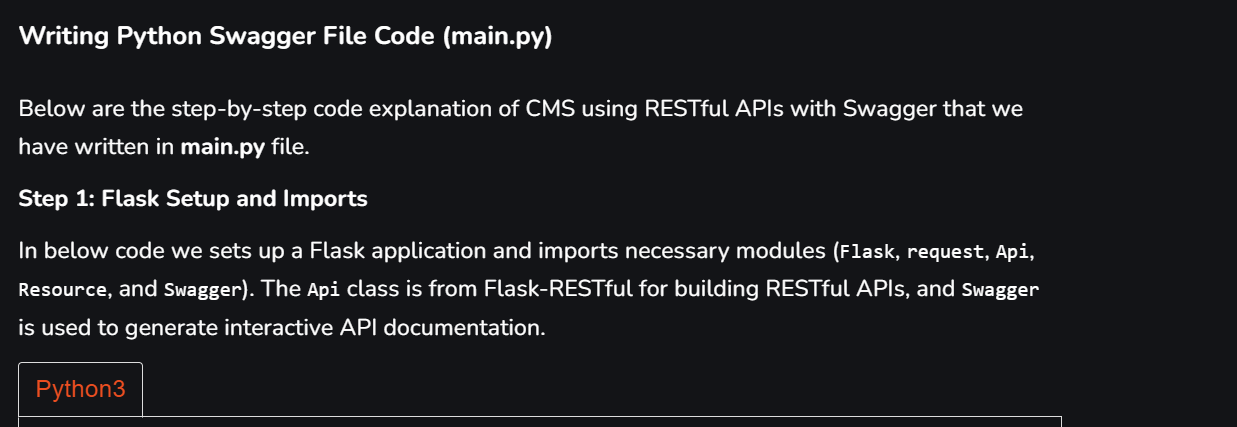 Writing Python Swagger File Code (main.py)
Below are the step-by-step code explanation of CMS using RESTful APIs with Swagger that we
have written in main.py file.
Step 1: Flask Setup and Imports
In below code we sets up a Flask application and imports necessary modules (Flask, request, Api,
Resource, and Swagger). The Api class is from Flask-RESTful for building RESTful APIs, and Swagger
is used to generate interactive API documentation.
Python3